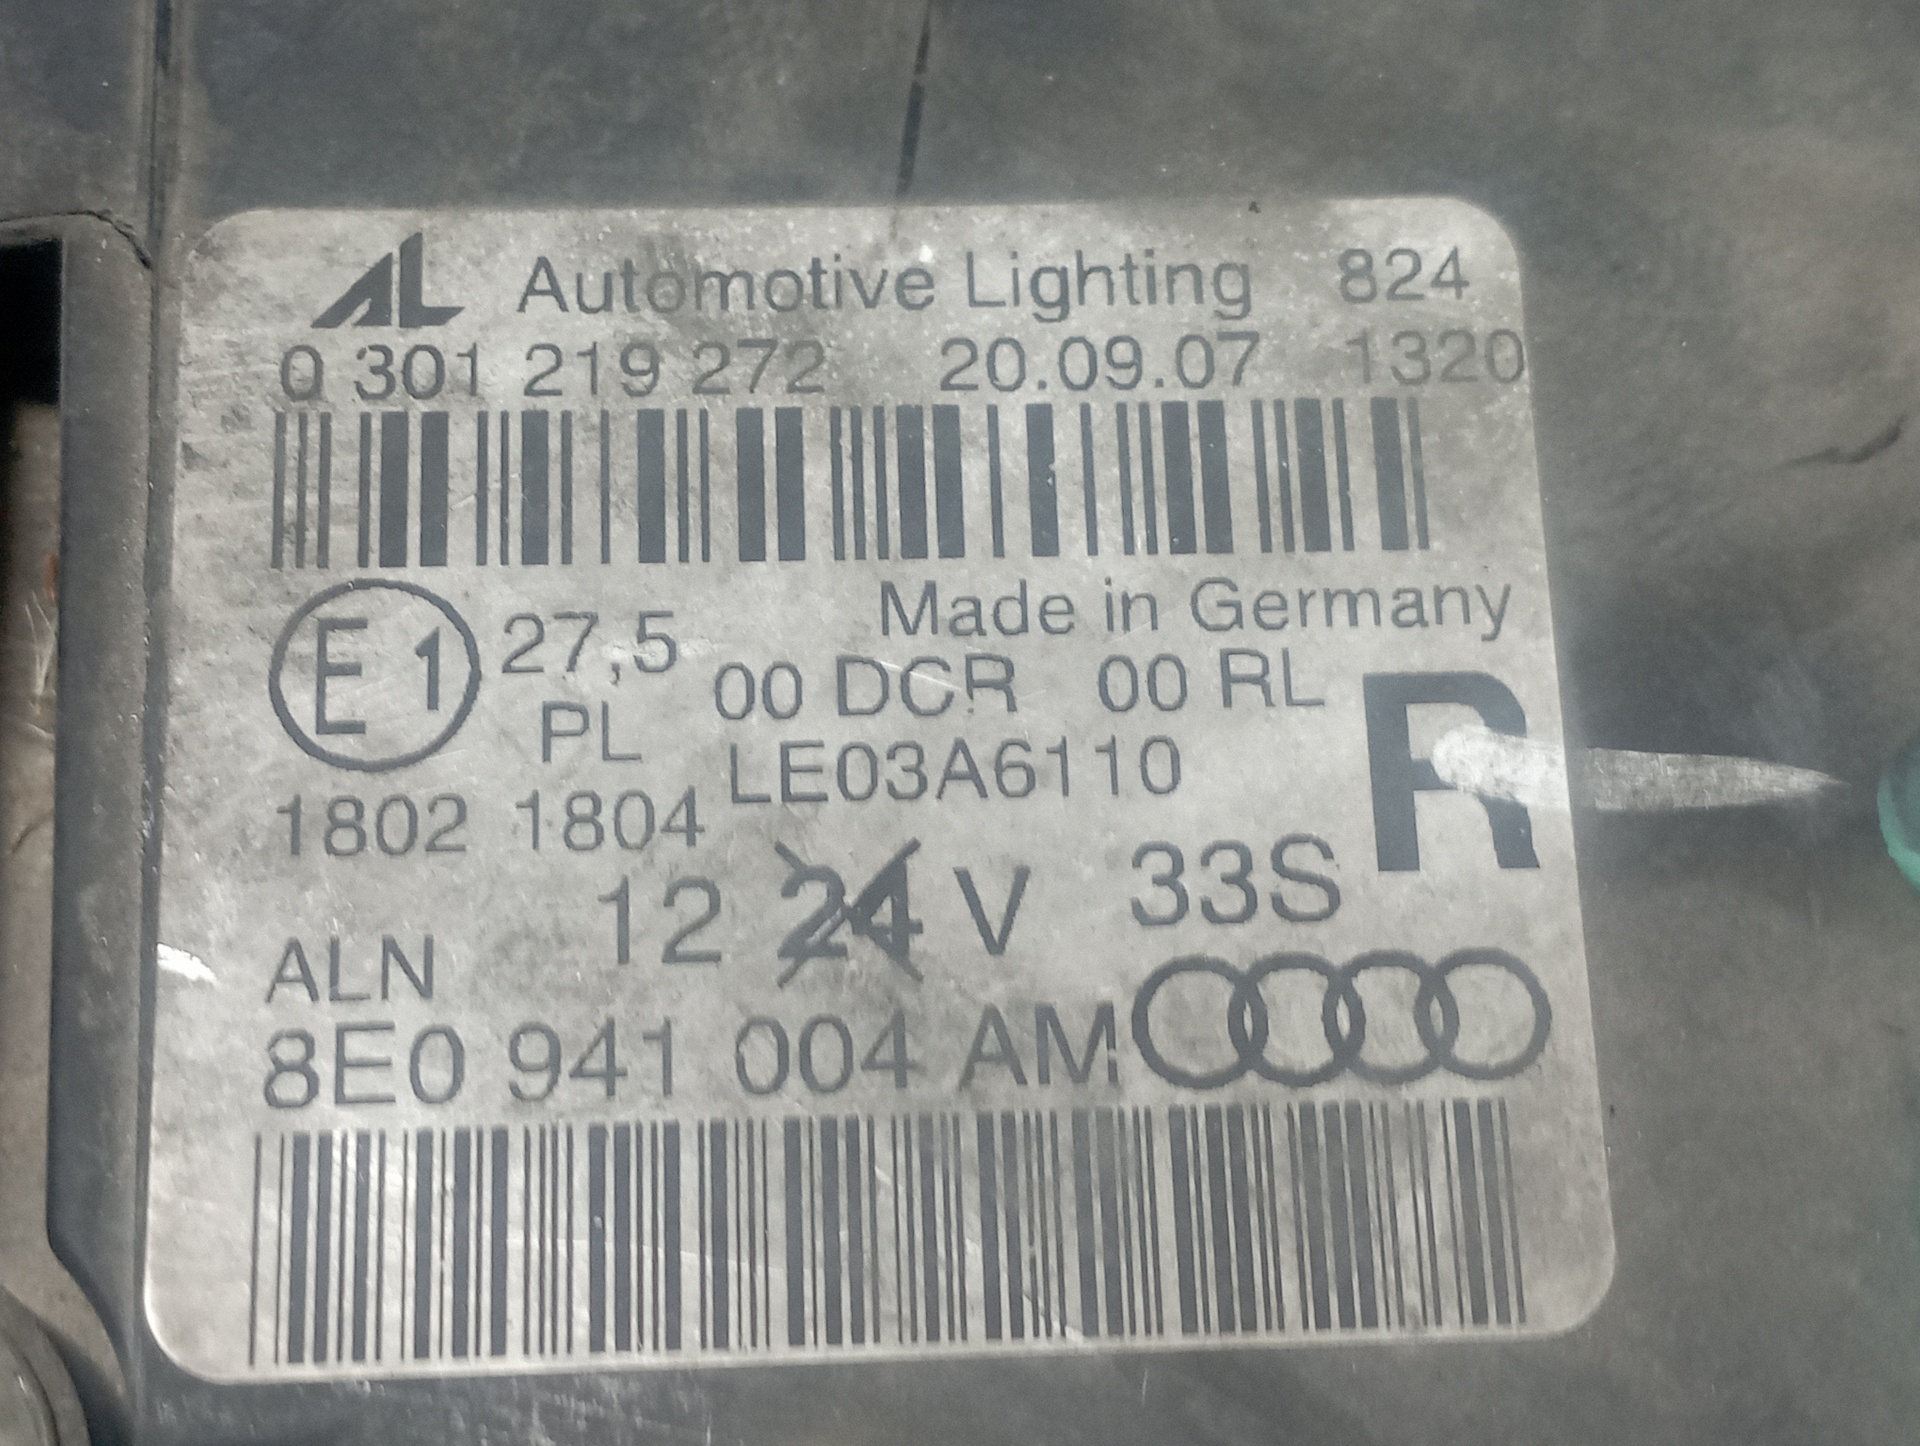 AL Automotive Lighting 824
0 301 219 272 20.09.07 1320
Made in Germany
E1 27,5
PL
00 DCR 00 RL
LE03A6110
R
1802 1804
12 24 V 33S
ALN
8E0 941 004 AM